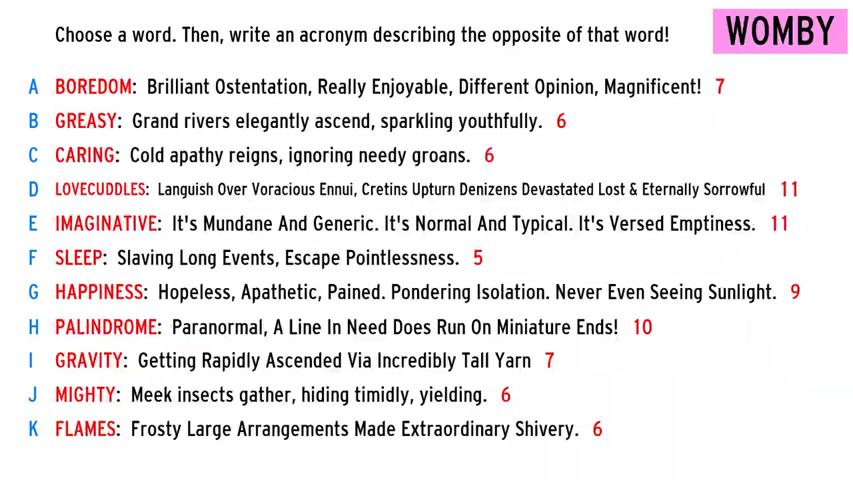 Choose a word. Then, write an acronym describing the opposite of that word!
WOMBY
A BOREDOM: Brilliant Ostentation, Really Enjoyable, Different Opinion, Magnificent! 7
B GREASY: Grand rivers elegantly ascend, sparkling youthfully. 6
C CARING: Cold apathy reigns, ignoring needy groans. 6
D LOVECUDDLES: Languish Over Voracious Ennui, Cretins Upturn Denizens Devastated Lost & Eternally Sorrowful 11
E IMAGINATIVE: It's Mundane And Generic. It's Normal And Typical. It's Versed Emptiness. 11
F SLEEP: Slaving Long Events, Escape Pointlessness. 5
G HAPPINESS: Hopeless, Apathetic, Pained. Pondering Isolation. Never Even Seeing Sunlight. 9
H PALINDROME: Paranormal, A Line In Need Does Run On Miniature Ends! 10
I GRAVITY: Getting Rapidly Ascended Via Incredibly Tall Yarn 7
J MIGHTY: Meek insects gather, hiding timidly, yielding. 6
K FLAMES: Frosty Large Arrangements Made Extraordinary Shivery. 6